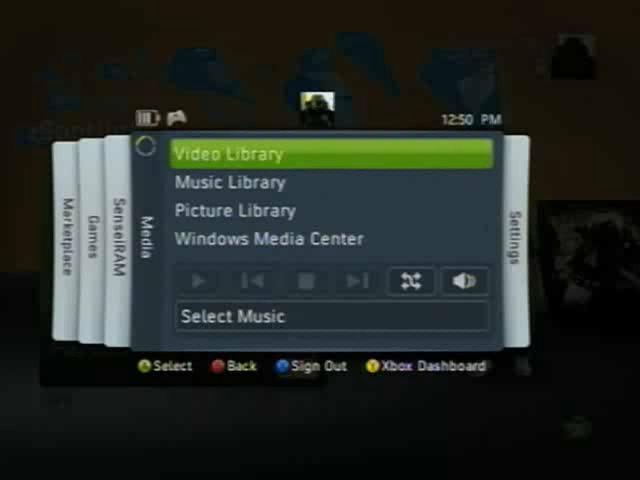 12:50 PM
Marketplace
Games
SenseiRAM
Media
Video Library
Music Library
Picture Library
Windows Media Center
Select Music
Settings
A Select
B Back
X Sign Out
Y Xbox Dashboard